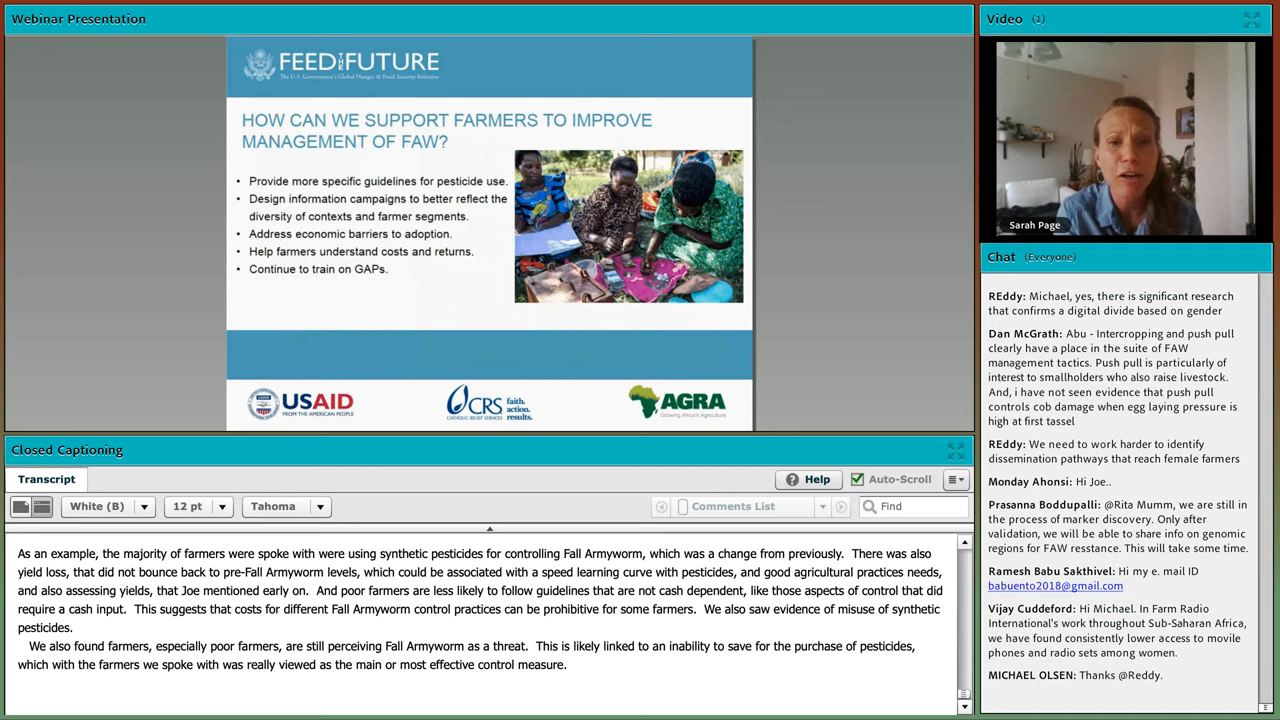 Webinar Presentation
FEED THE FUTURE
The U.S. Government's Global Hunger & Food Security Initiative
HOW CAN WE SUPPORT FARMERS TO IMPROVE
MANAGEMENT OF FAW?
• Provide more specific guidelines for pesticide use.
• Design information campaigns to better reflect the
diversity of contexts and farmer segments.
• Address economic barriers to adoption.
• Help farmers understand costs and returns.
• Continue to train on GAPs.
USAID
FROM THE AMERICAN PEOPLE
CRS
CATHOLIC RELIEF SERVICES
faith.
action.
results.
AGRA
Growing Africa's Agriculture
Closed Captioning
Transcript
Help
Auto-Scroll
White (B)
12 pt
Tahoma
Comments List
Find
As an example, the majority of farmers were spoke with were using synthetic pesticides for controlling Fall Armyworm, which was a change from previously. There was also
yield loss, that did not bounce back to pre-Fall Armyworm levels, which could be associated with a speed learning curve with pesticides, and good agricultural practices needs,
and also assessing yields, that Joe mentioned early on. And poor farmers are less likely to follow guidelines that are not cash dependent, like those aspects of control that did
require a cash input. This suggests that costs for different Fall Armyworm control practices can be prohibitive for some farmers. We also saw evidence of misuse of synthetic
pesticides.
We also found farmers, especially poor farmers, are still perceiving Fall Armyworm as a threat. This is likely linked to an inability to save for the purchase of pesticides,
which with the farmers we spoke with was really viewed as the main or most effective control measure.
Video (1)
Sarah Page
Chat (Everyone)
REddy: Michael, yes, there is significant research
that confirms a digital divide based on gender
Dan McGrath: Abu - Intercropping and push pull
clearly have a place in the suite of FAW
management tactics. Push pull is particularly of
interest to smallholders who also raise livestock.
And, i have not seen evidence that push pull
controls cob damage when egg laying pressure is
high at first tassel
REddy: We need to work harder to identify
dissemination pathways that reach female farmers
Monday Ahonsi: Hi Joe..
Prasanna Boddupalli: @Rita Mumm, we are still in
the process of marker discovery. Only after
validation, we will be able to share info on genomic
regions for FAW resstance. This will take some time.
Ramesh Babu Sakthivel: Hi my e. mail ID
babuento2018@gmail.com
Vijay Cuddeford: Hi Michael. In Farm Radio
International's work throughout Sub-Saharan Africa,
we have found consistently lower access to movile
phones and radio sets among women.
MICHAEL OLSEN: Thanks @Reddy.